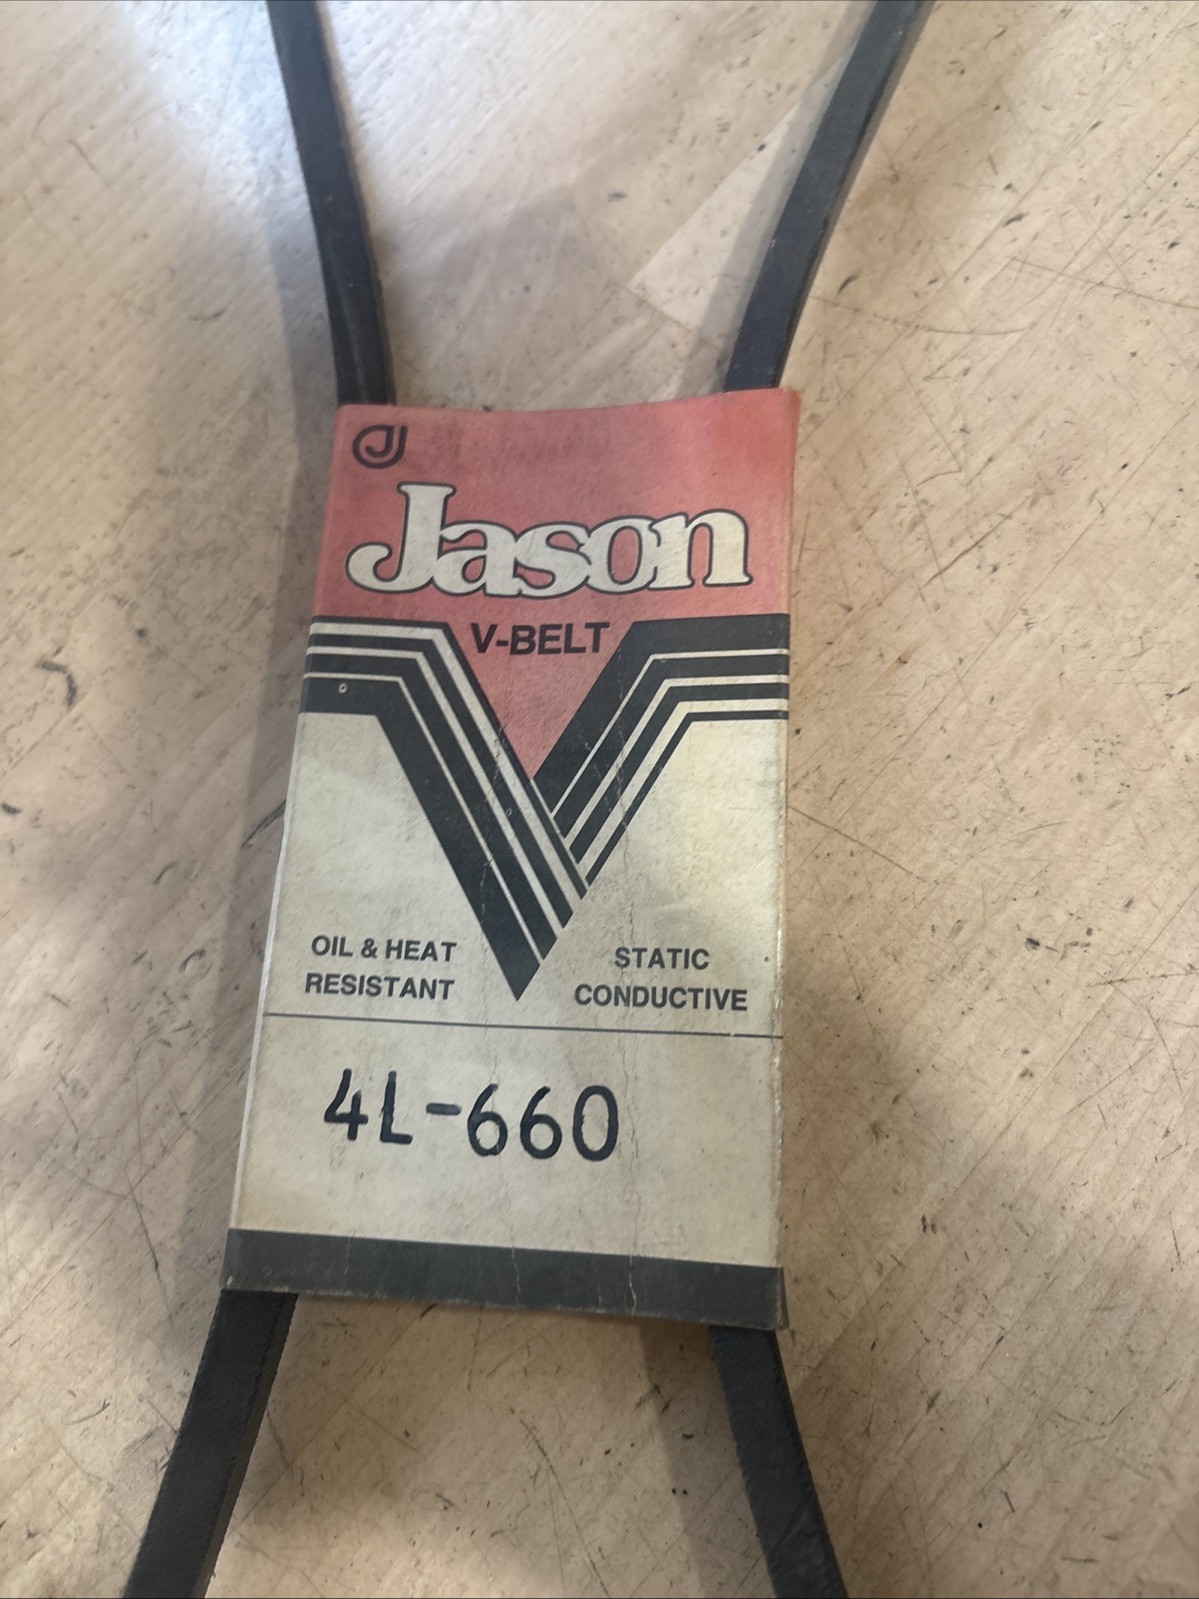 J
Jason
V-BELT
OIL & HEAT
RESISTANT
STATIC
CONDUCTIVE
4L-660